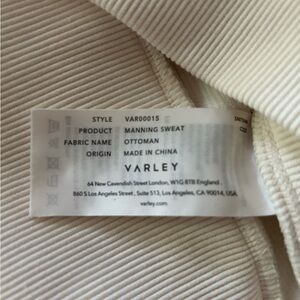 STYLE VAR00015
PRODUCT MANNING SWEAT
FABRIC NAME OTTOMAN
ORIGIN MADE IN CHINA
VARLEY
64 New Cavendish Street London, W1G 8TB England
860 S Los Angeles Street, Suite 513, Los Angeles, CA 90014, USA
varley.com